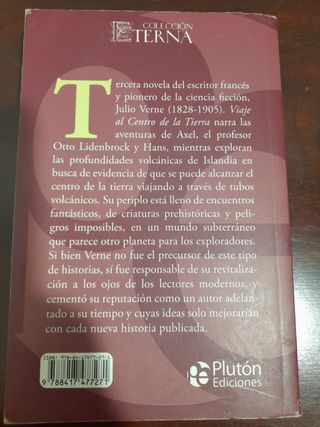 COLECCIÓN
ETERNA
Tercera novela del escritor francés
y pionero de la ciencia ficción,
Julio Verne (1828-1905). Viaje
al Centro de la Tierra narra las
aventuras de Axel, el profesor
Otto Lidenbrock y Hans, mientras exploran
las profundidades volcánicas de Islandia en
busca de evidencia de que se puede alcanzar el
centro de la tierra viajando a través de tubos
volcánicos. Su periplo está lleno de encuentros
fantásticos, de criaturas prehistóricas y peli-
gros imposibles, en un mundo subterráneo
que parece otro planeta para los exploradores.
Si bien Verne no fue el precursor de este tipo
de historias, sí fue responsable de su revitaliza-
ción a los ojos de los lectores modernos, y
cementó su reputación como un autor adelan-
tado a su tiempo y cuyas ideas solo mejorarían
con cada nueva historia publicada.
ISBN: 978-84-17477-27-1
9 788417 477271
Plutón
Ediciones